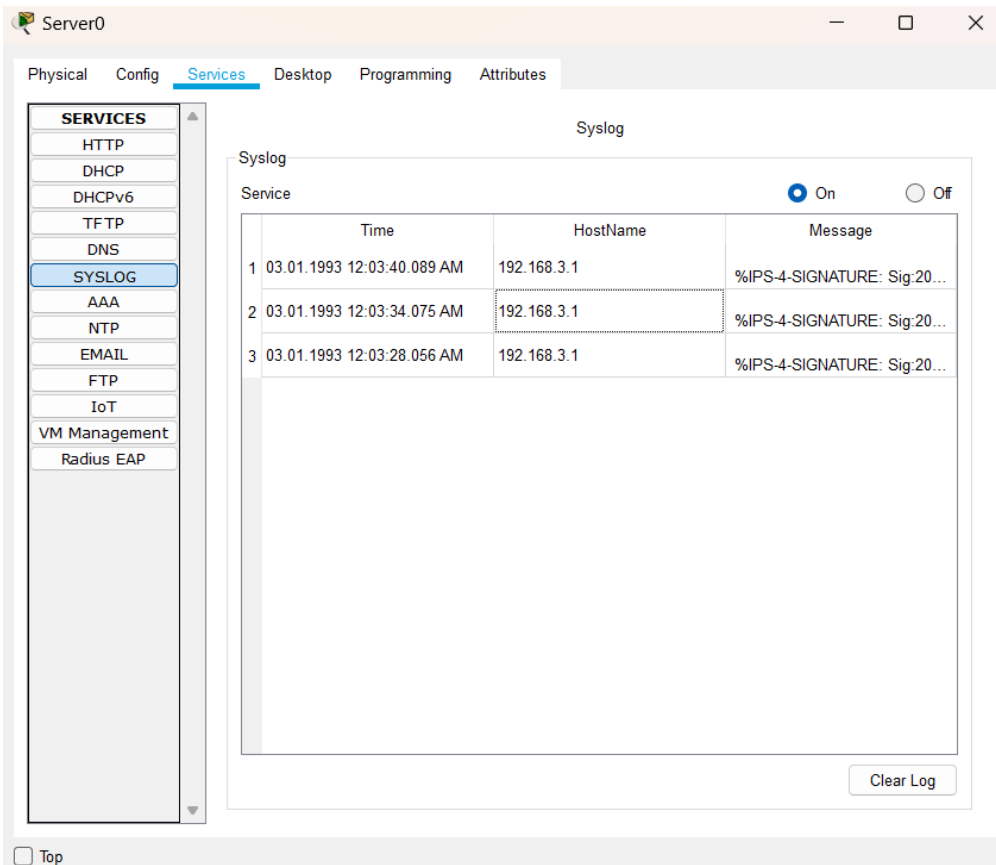 Server0
Physical Config Services Desktop Programming Attributes
SERVICES
HTTP
DHCP
DHCPv6
TFTP
DNS
SYSLOG
AAA
NTP
EMAIL
FTP
IoT
VM Management
Radius EAP
Syslog
Syslog
Service On Off
Time HostName Message
1 03.01.1993 12:03:40.089 AM 192.168.3.1 %IPS-4-SIGNATURE: Sig:20...
2 03.01.1993 12:03:34.075 AM 192.168.3.1 %IPS-4-SIGNATURE: Sig:20...
3 03.01.1993 12:03:28.056 AM 192.168.3.1 %IPS-4-SIGNATURE: Sig:20...
Clear Log
Top